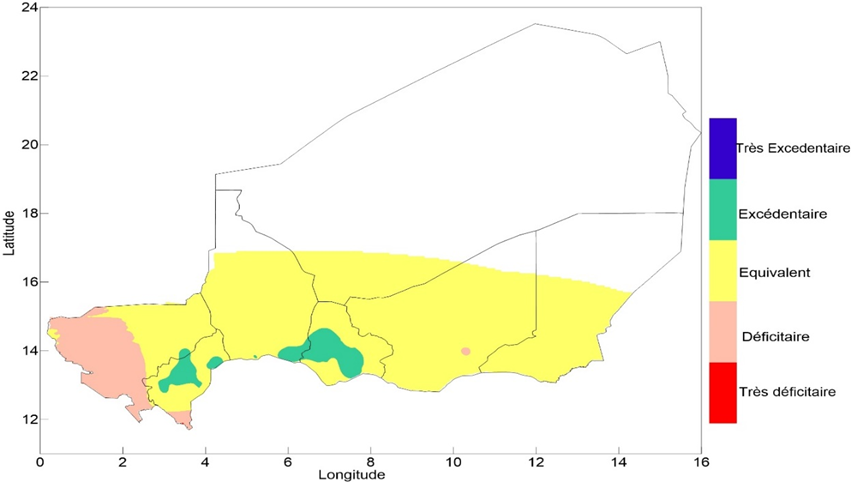 24
22
20
18
16
14
12
Latitude
0 2 4 6 8 10 12 14 16
Longitude
Très Excedentaire
Excédentaire
Equivalent
Déficitaire
Très déficitaire